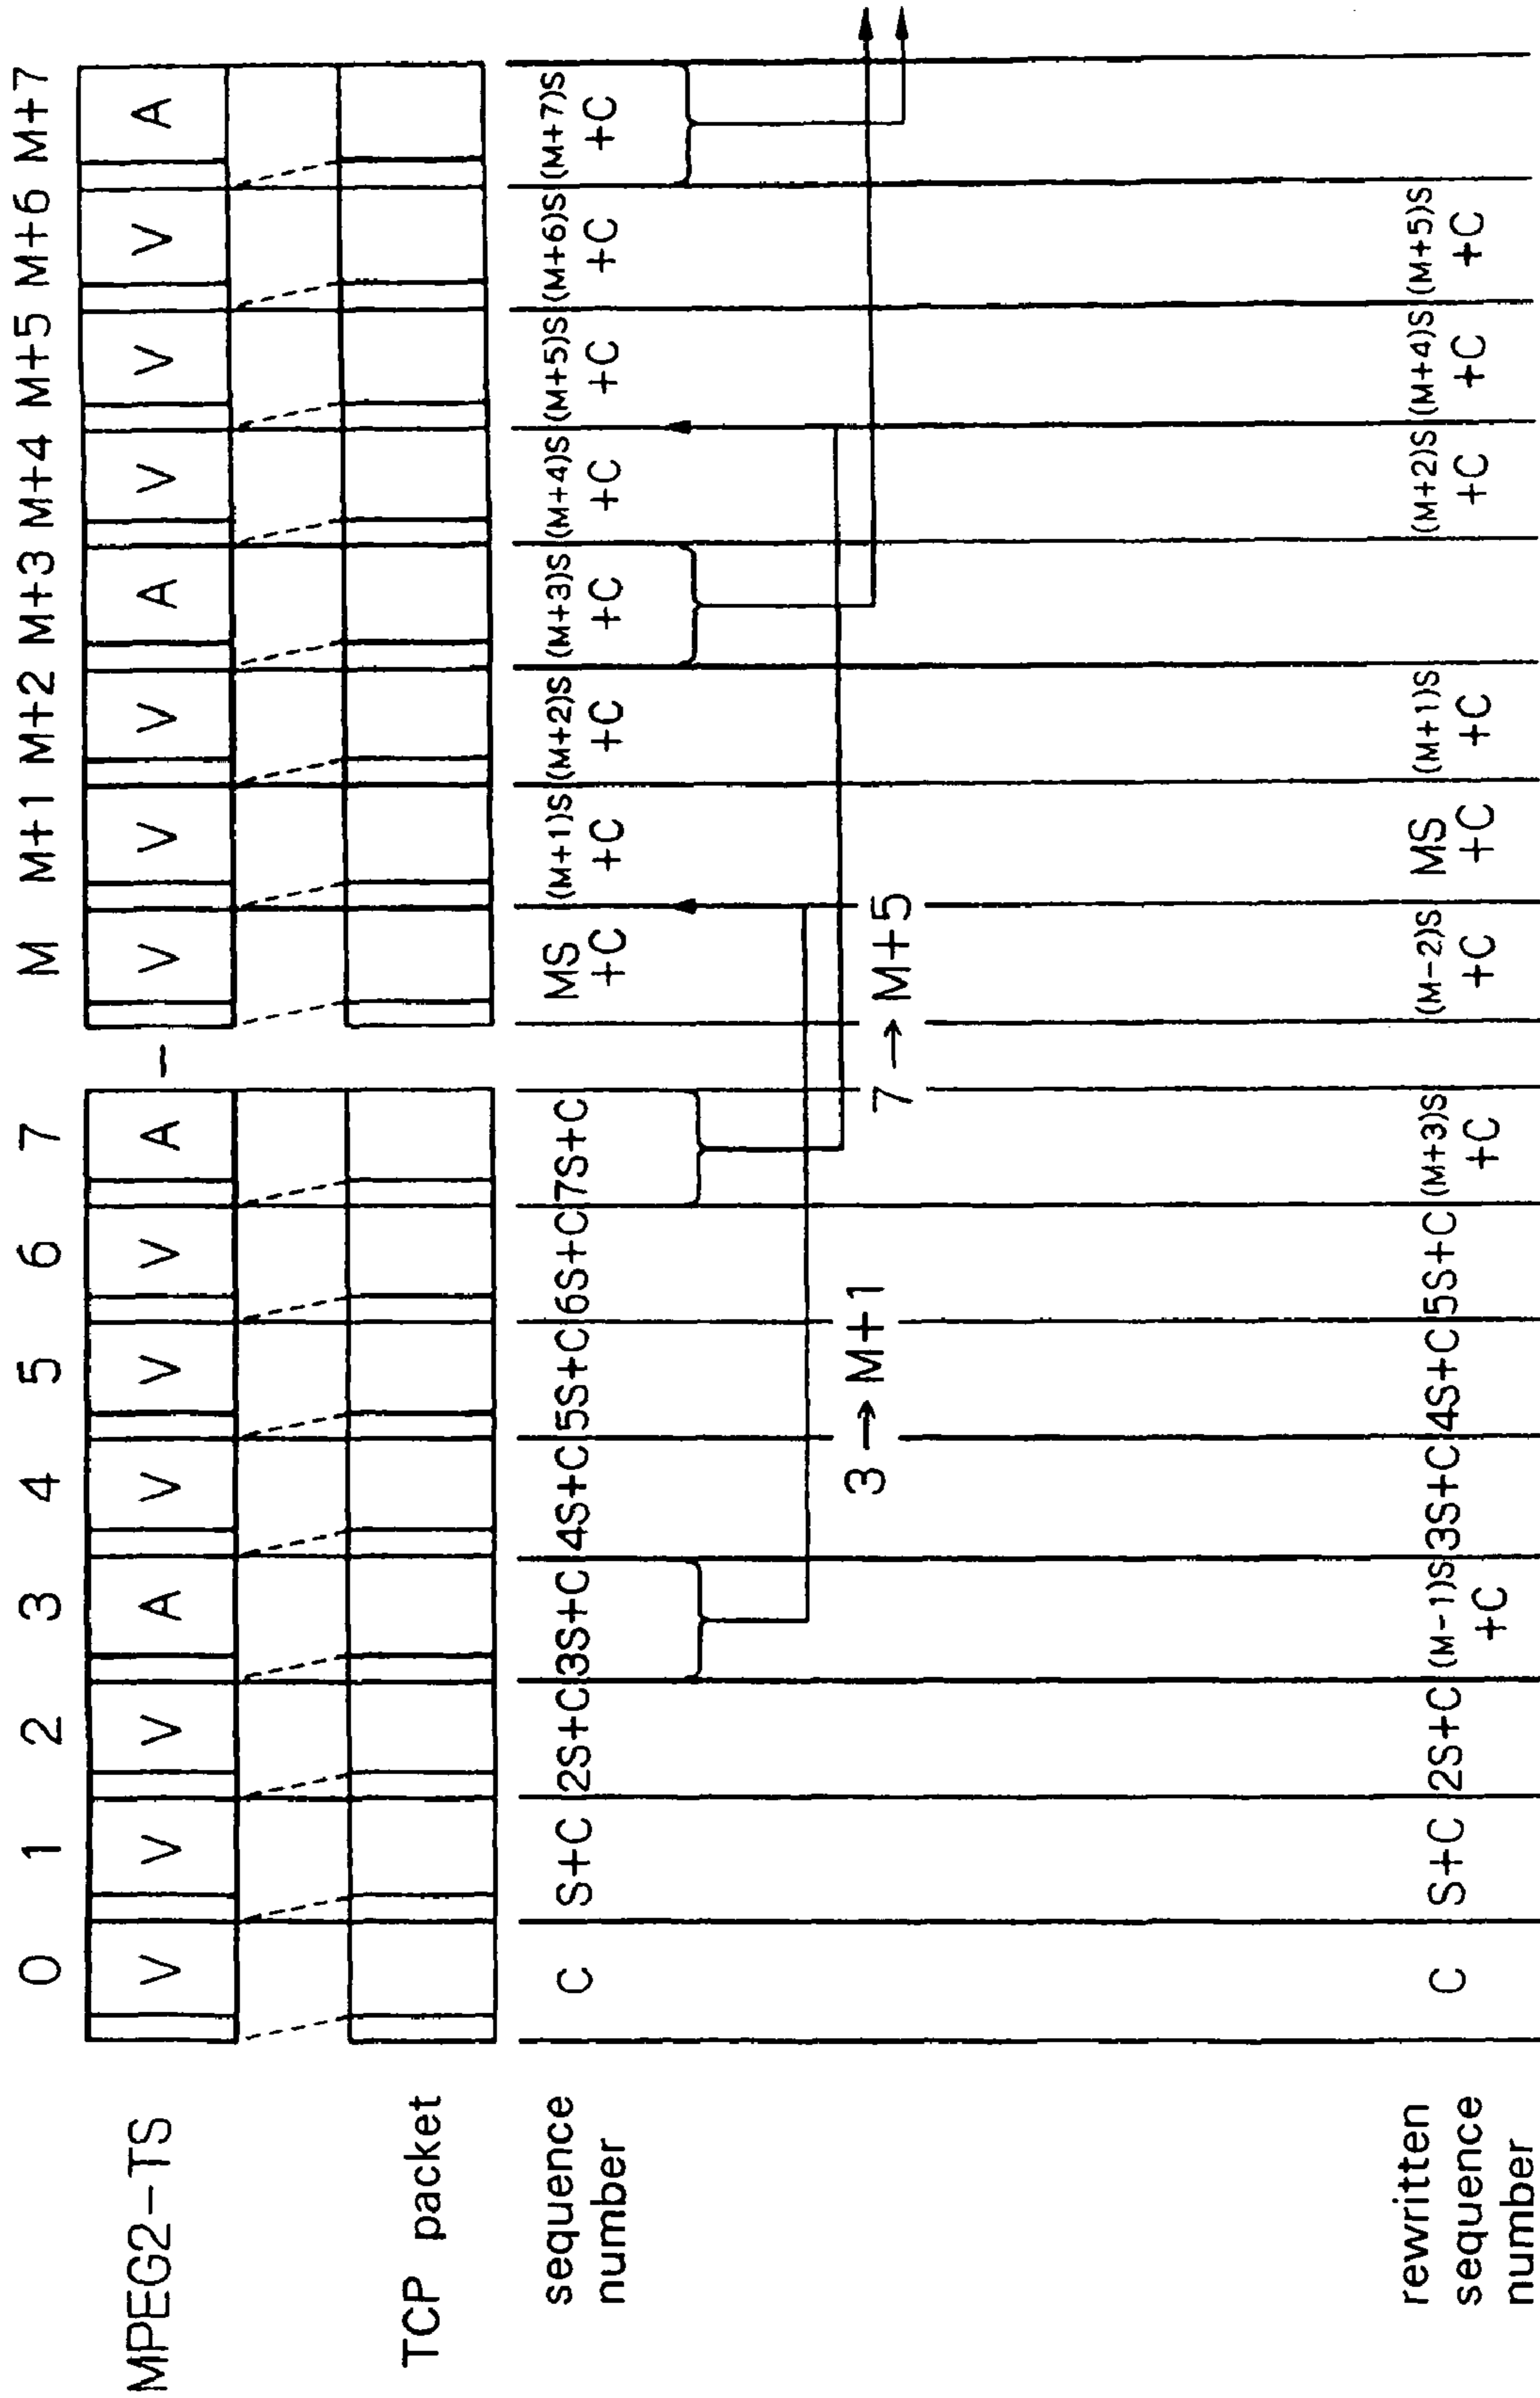 0 1 2 3 4 5 6 7 M M+1 M+2 M+3 M+4 M+5 M+6 M+7
MPEG2-TS V V V A V V V A – V V V A V V V A
TCP packet
sequence
number
C S+C 2S+C 3S+C 4S+C 5S+C 6S+C 7S+C MS (M+1)S (M+2)S (M+3)S (M+4)S (M+5)S (M+6)S (M+7)S
+C +C +C +C +C +C +C +C
3 → M+1
7 → M+5
rewritten
sequence
number
C S+C 2S+C (M-1)S 3S+C 4S+C 5S+C (M+3)S (M-2)S MS (M+1)S (M+2)S (M+4)S (M+5)S
+C +C +C +C +C +C +C +C